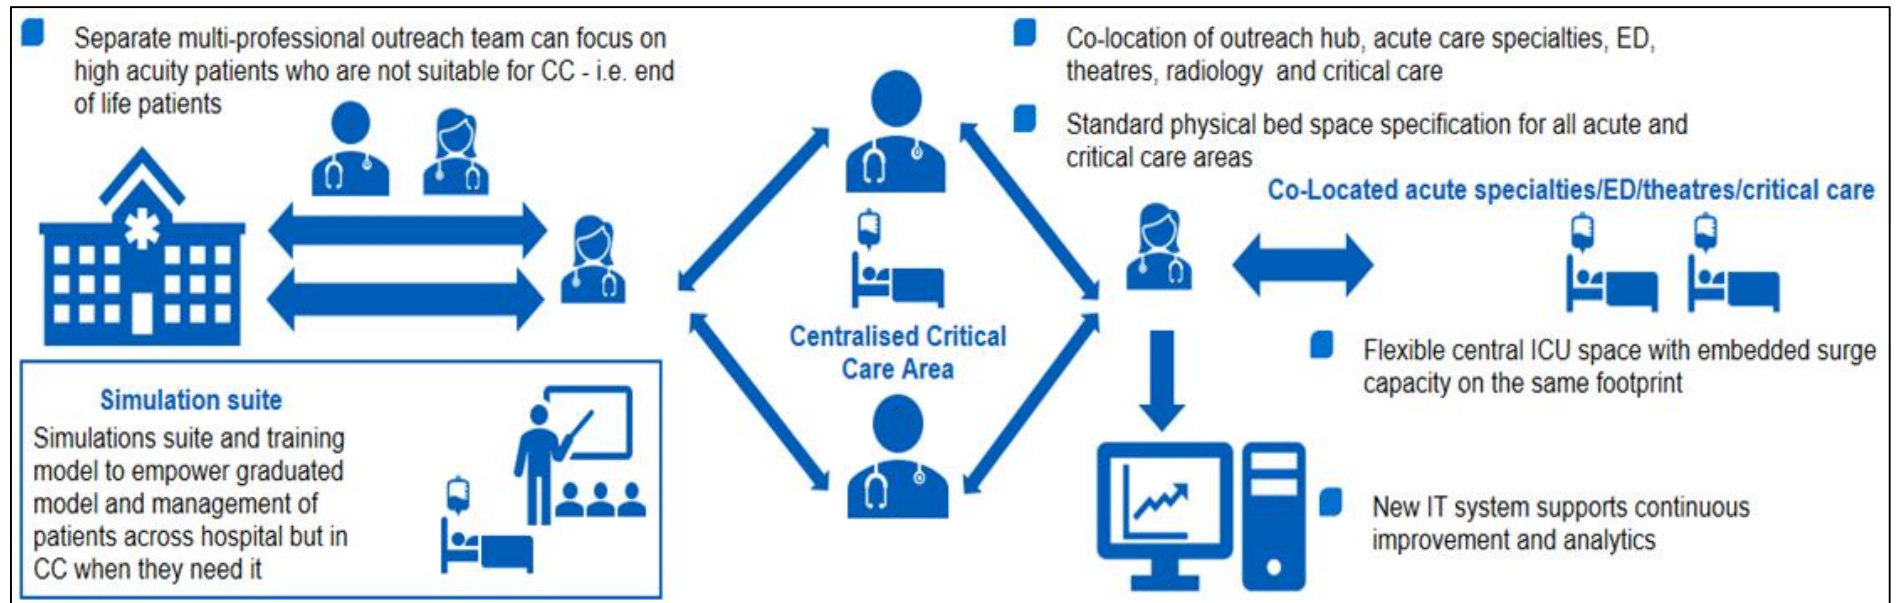 Separate multi-professional outreach team can focus on
high acuity patients who are not suitable for CC - i.e. end
of life patients
Co-location of outreach hub, acute care specialties, ED,
theatres, radiology and critical care
Standard physical bed space specification for all acute and
critical care areas
Co-Located acute specialties/ED/theatres/critical care
Centralised Critical
Care Area
Flexible central ICU space with embedded surge
capacity on the same footprint
Simulation suite
Simulations suite and training
model to empower graduated
model and management of
patients across hospital but in
CC when they need it
New IT system supports continuous
improvement and analytics